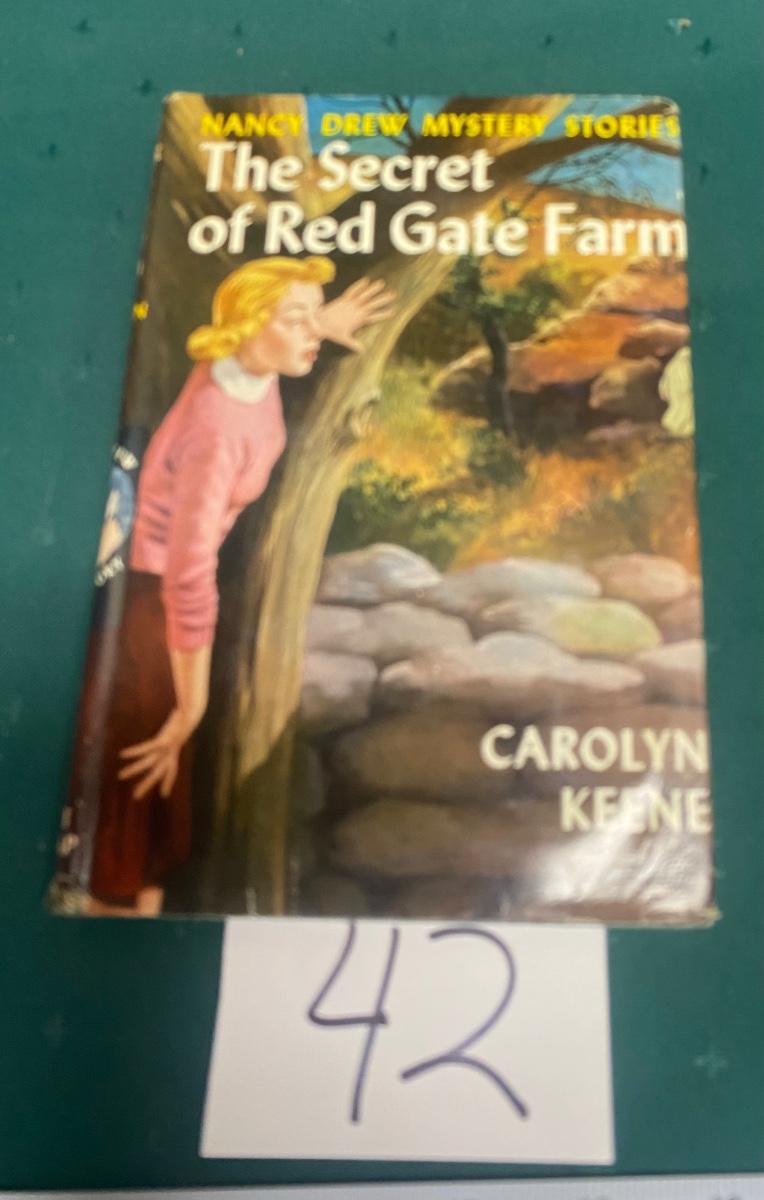 NANCY DREW MYSTERY STORIES
The Secret
of Red Gate Farm
CAROLYN
KEENE
42